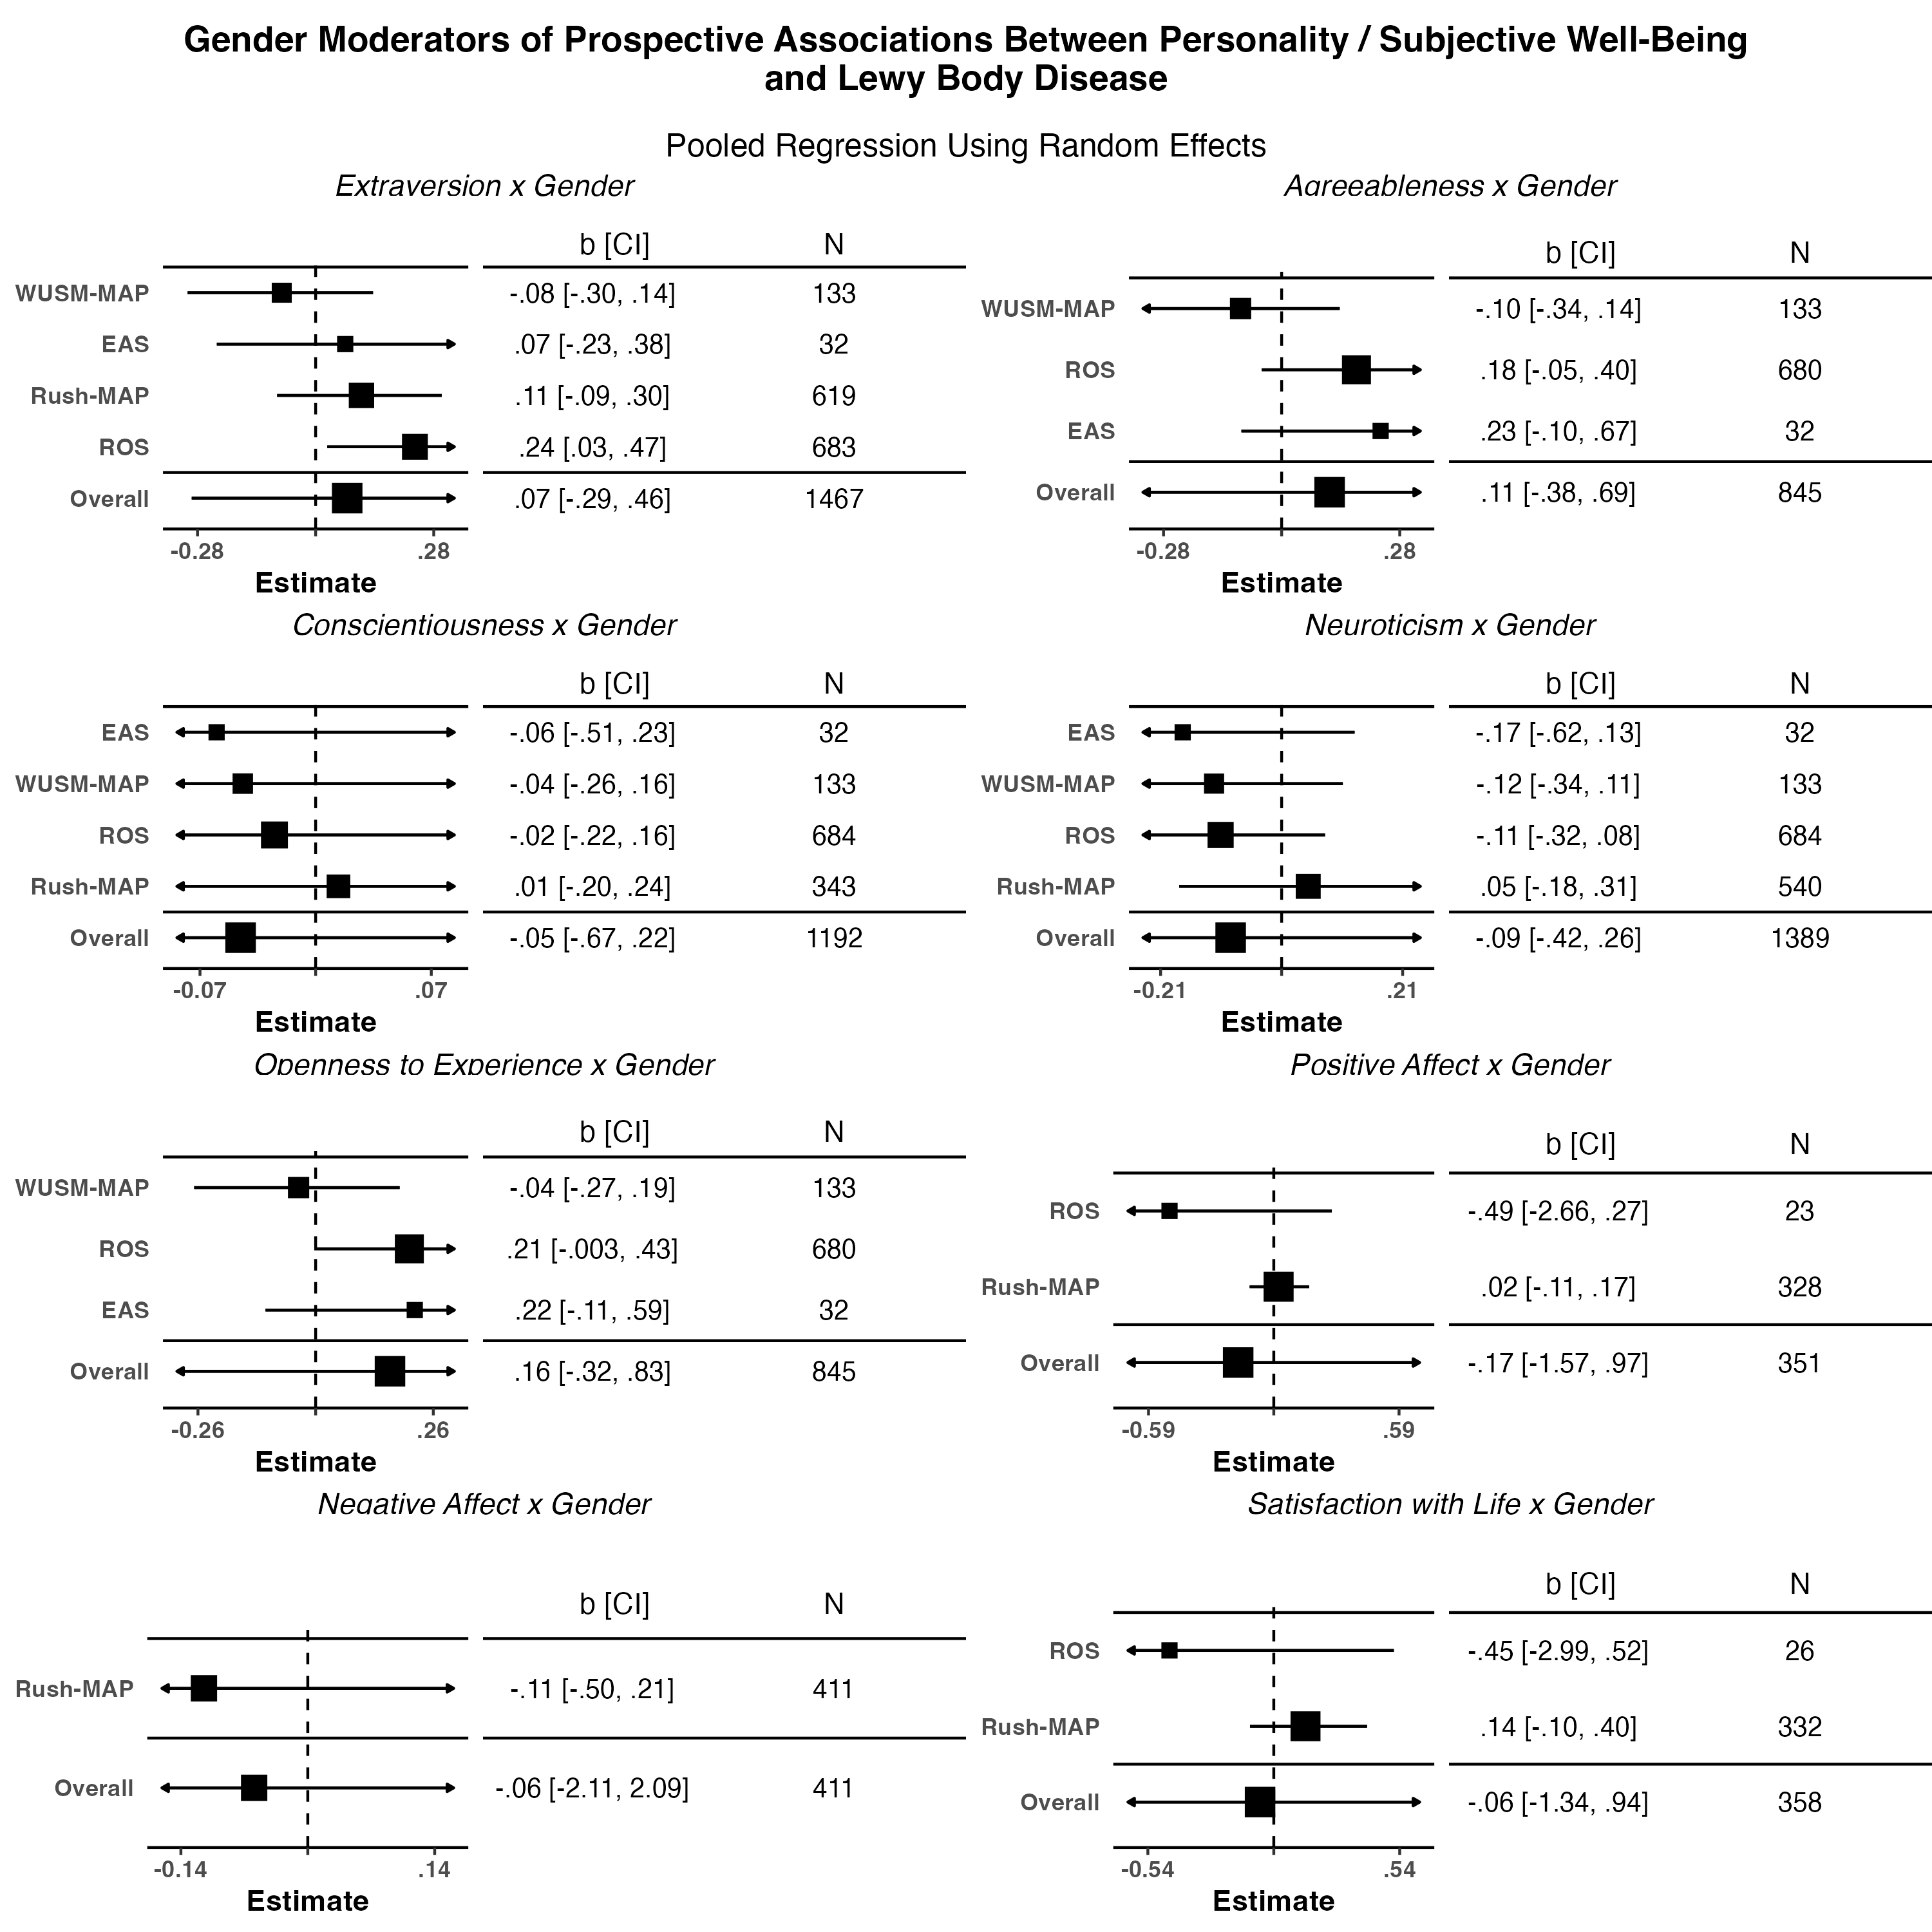 Gender Moderators of Prospective Associations Between Personality / Subjective Well-Being
and Lewy Body Disease
Pooled Regression Using Random Effects
Extraversion x Gender
b [CI] N
WUSM-MAP -.08 [-.30, .14] 133
EAS .07 [-.23, .38] 32
Rush-MAP .11 [-.09, .30] 619
ROS .24 [.03, .47] 683
Overall .07 [-.29, .46] 1467
-0.28 .28
Estimate
Agreeableness x Gender
b [CI] N
WUSM-MAP -.10 [-.34, .14] 133
ROS .18 [-.05, .40] 680
EAS .23 [-.10, .67] 32
Overall .11 [-.38, .69] 845
-0.28 .28
Estimate
Conscientiousness x Gender
b [CI] N
EAS -.06 [-.51, .23] 32
WUSM-MAP -.04 [-.26, .16] 133
ROS -.02 [-.22, .16] 684
Rush-MAP .01 [-.20, .24] 343
Overall -.05 [-.67, .22] 1192
-0.07 .07
Estimate
Neuroticism x Gender
b [CI] N
EAS -.17 [-.62, .13] 32
WUSM-MAP -.12 [-.34, .11] 133
ROS -.11 [-.32, .08] 684
Rush-MAP .05 [-.18, .31] 540
Overall -.09 [-.42, .26] 1389
-0.21 .21
Estimate
Openness to Experience x Gender
b [CI] N
WUSM-MAP -.04 [-.27, .19] 133
ROS .21 [-.003, .43] 680
EAS .22 [-.11, .59] 32
Overall .16 [-.32, .83] 845
-0.26 .26
Estimate
Positive Affect x Gender
b [CI] N
ROS -.49 [-2.66, .27] 23
Rush-MAP .02 [-.11, .17] 328
Overall -.17 [-1.57, .97] 351
-0.59 .59
Estimate
Negative Affect x Gender
b [CI] N
Rush-MAP -.11 [-.50, .21] 411
Overall -.06 [-2.11, 2.09] 411
-0.14 .14
Estimate
Satisfaction with Life x Gender
b [CI] N
ROS -.45 [-2.99, .52] 26
Rush-MAP .14 [-.10, .40] 332
Overall -.06 [-1.34, .94] 358
-0.54 .54
Estimate